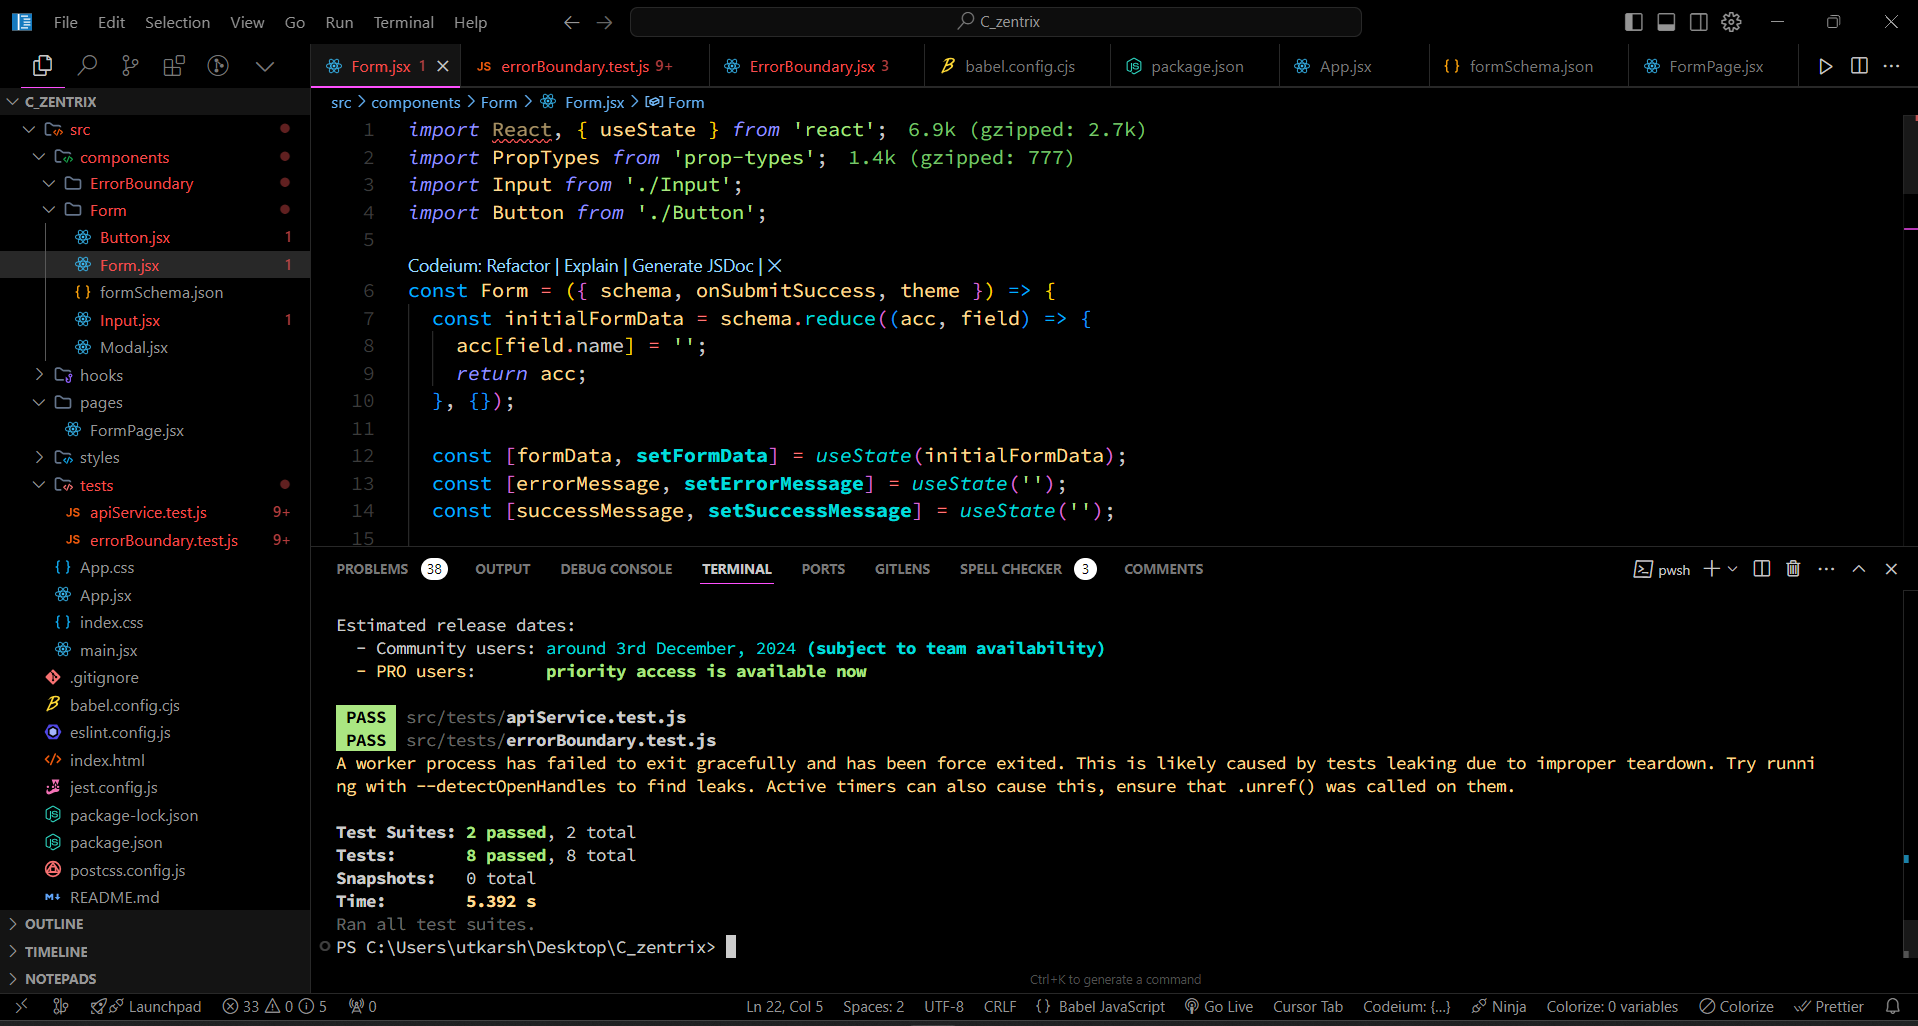 File Edit Selection View Go Run Terminal Help
C_zentrix
Form.jsx 1
JS errorBoundary.test.js 9+
ErrorBoundary.jsx 3
babel.config.cjs
package.json
App.jsx
{} formSchema.json
FormPage.jsx
C_ZENTRIX
src
components
ErrorBoundary
Form
Button.jsx 1
Form.jsx 1
{} formSchema.json
Input.jsx 1
Modal.jsx
hooks
pages
FormPage.jsx
styles
tests
JS apiService.test.js 9+
JS errorBoundary.test.js 9+
{} App.css
App.jsx
{} index.css
main.jsx
.gitignore
babel.config.cjs
eslint.config.js
index.html
jest.config.js
package-lock.json
package.json
postcss.config.js
README.md
OUTLINE
TIMELINE
NOTEPADS
src > components > Form > Form.jsx > Form
1 import React, { useState } from 'react'; 6.9k (gzipped: 2.7k)
2 import PropTypes from 'prop-types'; 1.4k (gzipped: 777)
3 import Input from './Input';
4 import Button from './Button';
5
Codeium: Refactor | Explain | Generate JSDoc | X
6 const Form = ({ schema, onSubmitSuccess, theme }) => {
7 const initialFormData = schema.reduce((acc, field) => {
8 acc[field.name] = '';
9 return acc;
10 }, {});
11
12 const [formData, setFormData] = useState(initialFormData);
13 const [errorMessage, setErrorMessage] = useState('');
14 const [successMessage, setSuccessMessage] = useState('');
15
PROBLEMS 38 OUTPUT DEBUG CONSOLE TERMINAL PORTS GITLENS SPELL CHECKER 3 COMMENTS
pwsh
Estimated release dates:
- Community users: around 3rd December, 2024 (subject to team availability)
- PRO users: priority access is available now
PASS src/tests/apiService.test.js
PASS src/tests/errorBoundary.test.js
A worker process has failed to exit gracefully and has been force exited. This is likely caused by tests leaking due to improper teardown. Try runni
ng with --detectOpenHandles to find leaks. Active timers can also cause this, ensure that .unref() was called on them.
Test Suites: 2 passed, 2 total
Tests: 8 passed, 8 total
Snapshots: 0 total
Time: 5.392 s
Ran all test suites.
PS C:\Users\utkarsh\Desktop\C_zentrix>
Ctrl+K to generate a command
Launchpad 33 0 5 0
Ln 22, Col 5 Spaces: 2 UTF-8 CRLF {} Babel JavaScript Go Live Cursor Tab Codeium: {...} Ninja Colorize: 0 variables Colorize Prettier